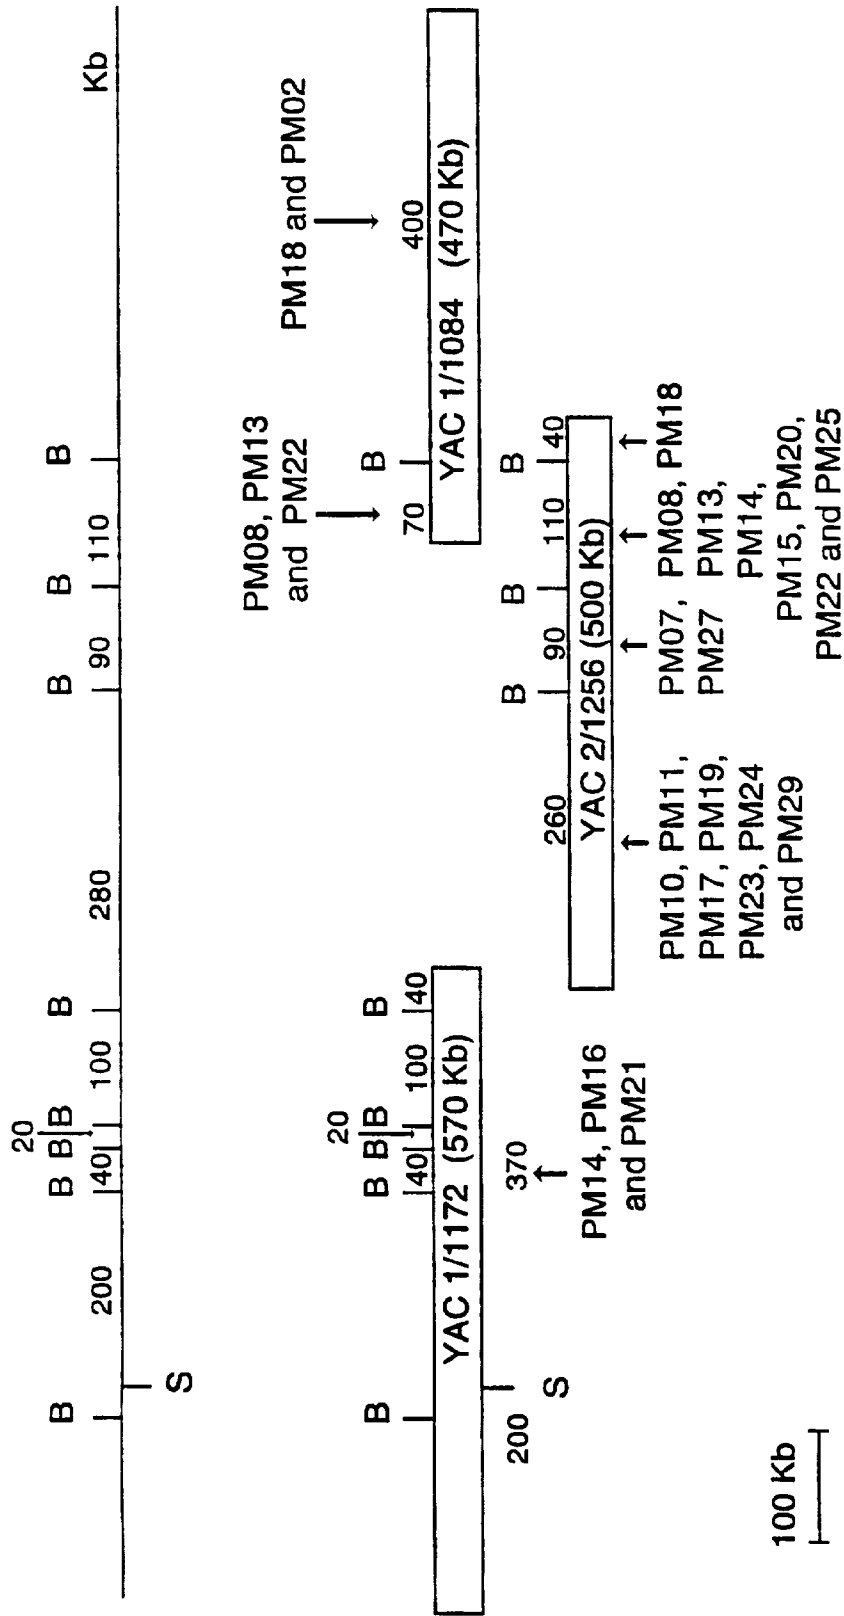 20
B B B B B B B B
200 40 100 280 90 110 Kb
S
PM08, PM13
and PM22
PM18 and PM02
20
B B B B B B
40 100 40 70 400
YAC 1/1172 (570 Kb)
YAC 1/1084 (470 Kb)
200 370
S
B B B
260 90 110 40
YAC 2/1256 (500 Kb)
PM14, PM16
and PM21
PM10, PM11,
PM17, PM19,
PM23, PM24
and PM29
PM07,
PM27
PM08,
PM13,
PM14,
PM15, PM20,
PM22 and PM25
PM18
100 Kb